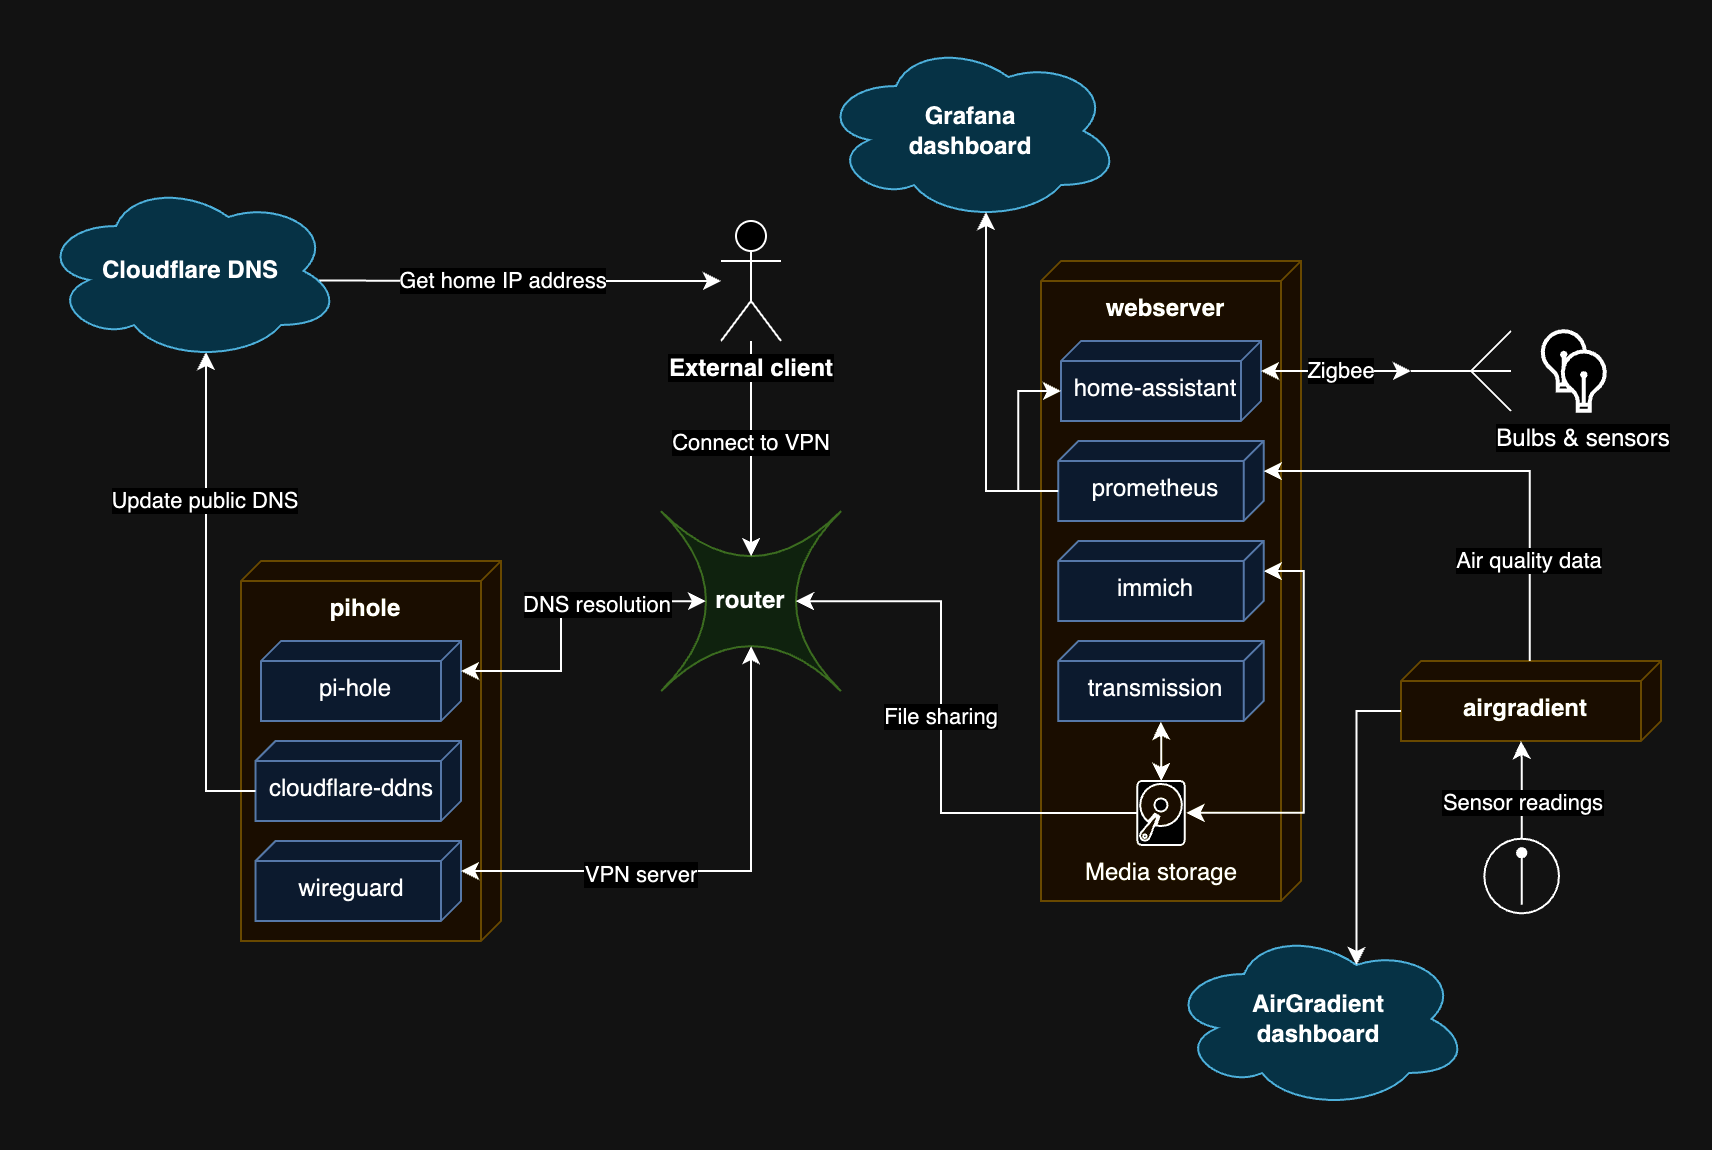 Grafana
dashboard
Cloudflare DNS
Get home IP address
External client
Connect to VPN
Update public DNS
webserver
home-assistant
Zigbee
Bulbs & sensors
prometheus
Air quality data
immich
transmission
Media storage
pihole
DNS resolution
router
pi-hole
cloudflare-ddns
wireguard
VPN server
File sharing
airgradient
Sensor readings
AirGradient
dashboard